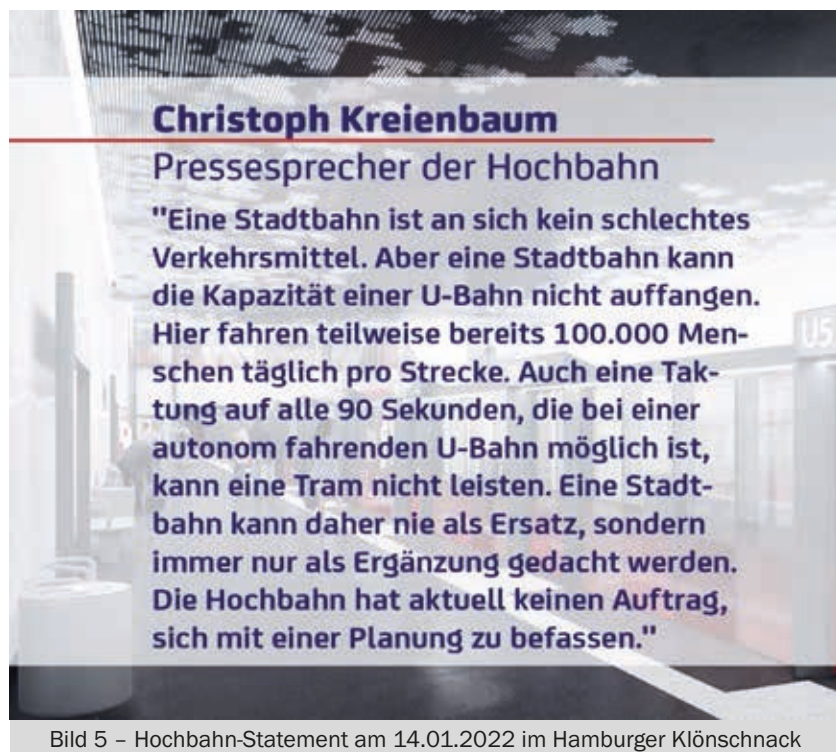 Christoph Kreienbaum
Pressesprecher der Hochbahn
"Eine Stadtbahn ist an sich kein schlechtes
Verkehrsmittel. Aber eine Stadtbahn kann
die Kapazität einer U-Bahn nicht auffangen.
Hier fahren teilweise bereits 100.000 Men-
schen täglich pro Strecke. Auch eine Tak-
tung auf alle 90 Sekunden, die bei einer
autonom fahrenden U-Bahn möglich ist,
kann eine Tram nicht leisten. Eine Stadt-
bahn kann daher nie als Ersatz, sondern
immer nur als Ergänzung gedacht werden.
Die Hochbahn hat aktuell keinen Auftrag,
sich mit einer Planung zu befassen."
U5
Bild 5 – Hochbahn-Statement am 14.01.2022 im Hamburger Klönschnack